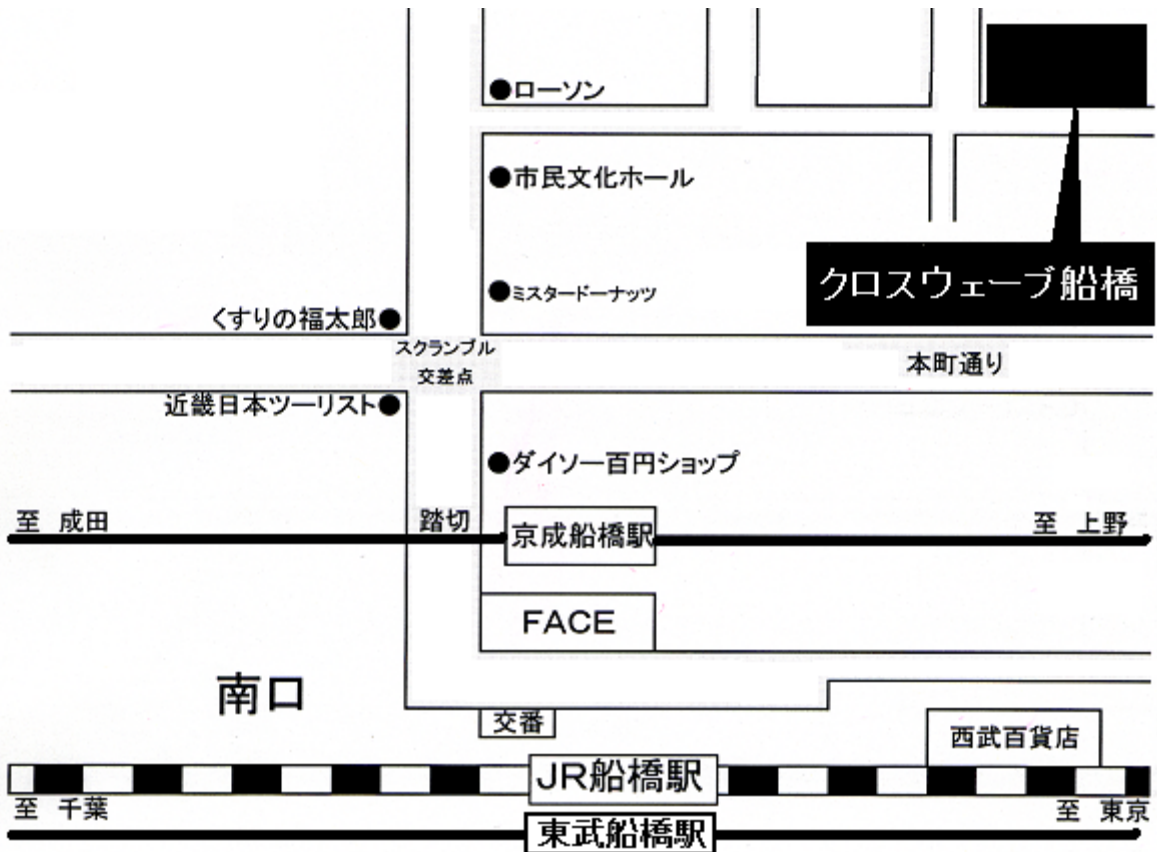 ●ローソン
●市民文化ホール
クロスウェーブ船橋
●ミスタードーナッツ
くすりの福太郎●
スクランブル
交差点
本町通り
近畿日本ツーリスト●
●ダイソー百円ショップ
至 成田
踏切
京成船橋駅
至 上野
FACE
南口
交番
西武百貨店
JR船橋駅
至 千葉
至 東京
東武船橋駅